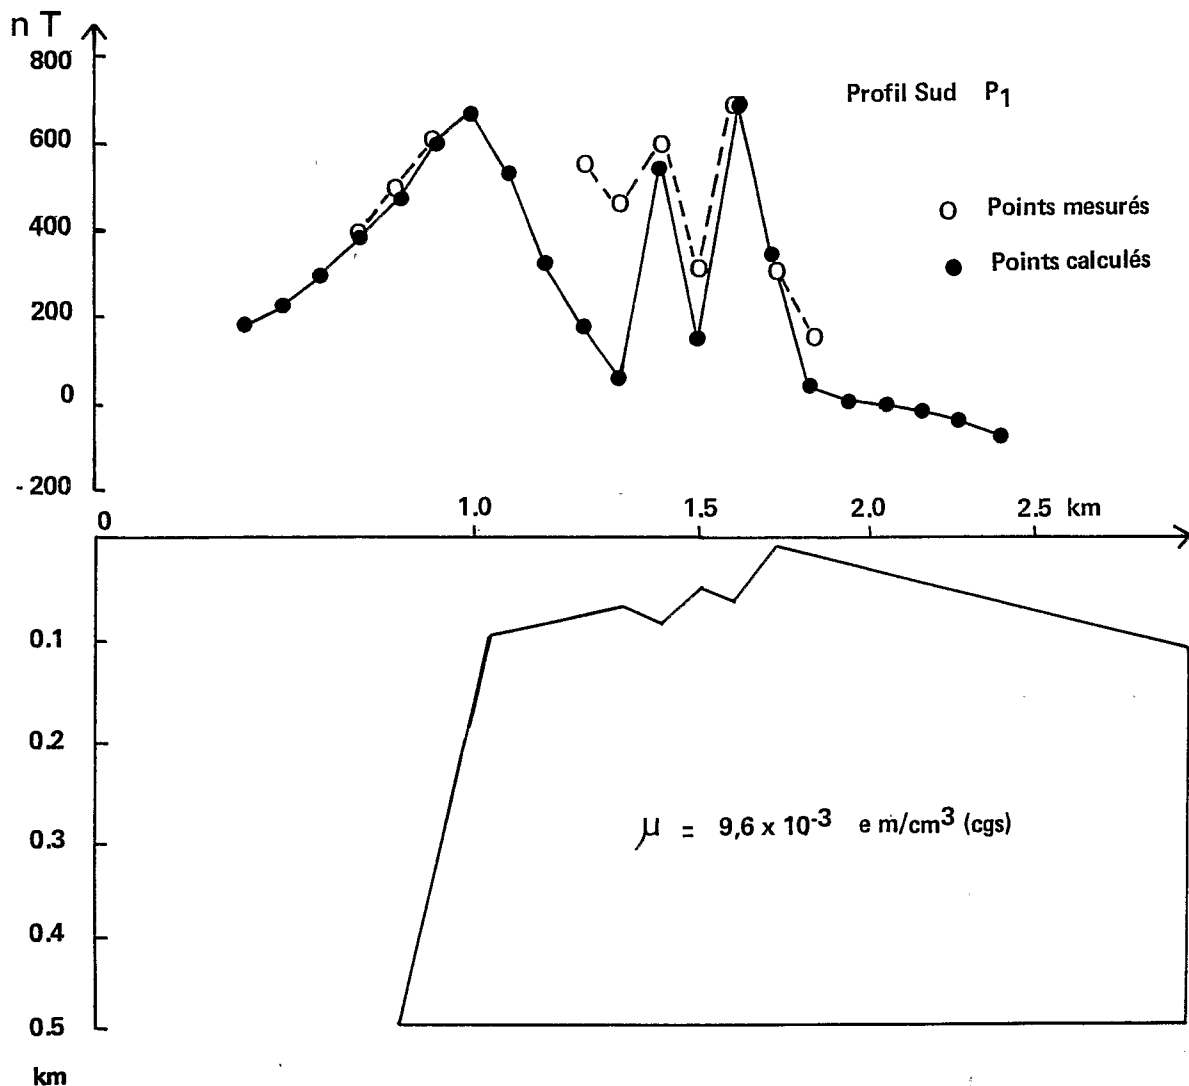 nT
800
Profil Sud P1
600
O Points mesurés
400
● Points calculés
200
0
- 200
0 1.0 1.5 2.0 2.5 km
0.1
0.2
0.3
μ = 9,6 x 10-3 e m/cm3 (cgs)
0.4
0.5
km